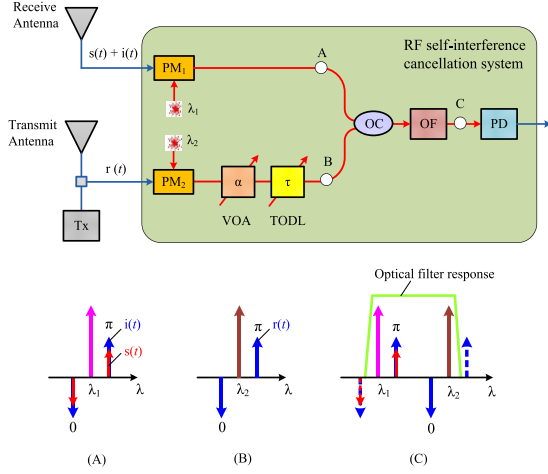 Receive
Antenna
s(t) + i(t)
PM1
λ1
A
RF self-interference
cancellation system
Transmit
Antenna
λ2
r (t)
PM2
α
τ
B
OC
OF
C
PD
Tx
VOA
TODL
Optical filter response
π
i(t)
s(t)
λ1
λ
0
π
r(t)
λ2
λ
0
π
λ1
λ2
λ
0
(A)
(B)
(C)